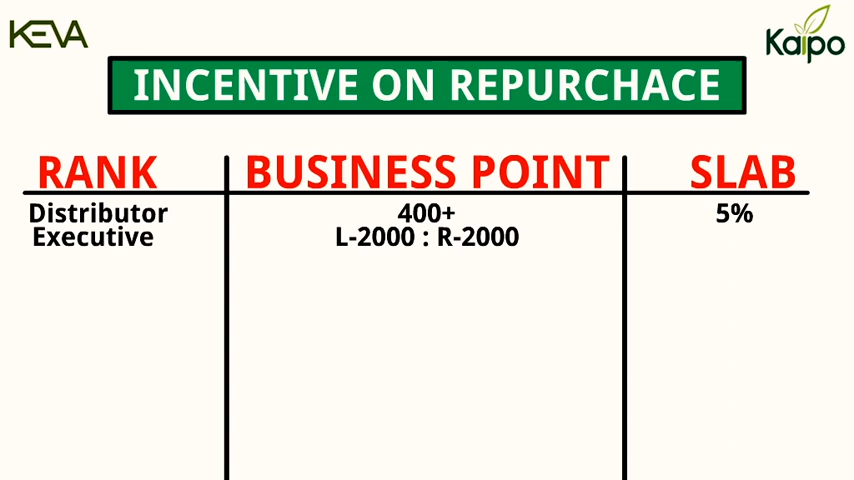 KEVA
Kaipo
INCENTIVE ON REPURCHACE
RANK BUSINESS POINT SLAB
Distributor 400+ 5%
Executive L-2000 : R-2000